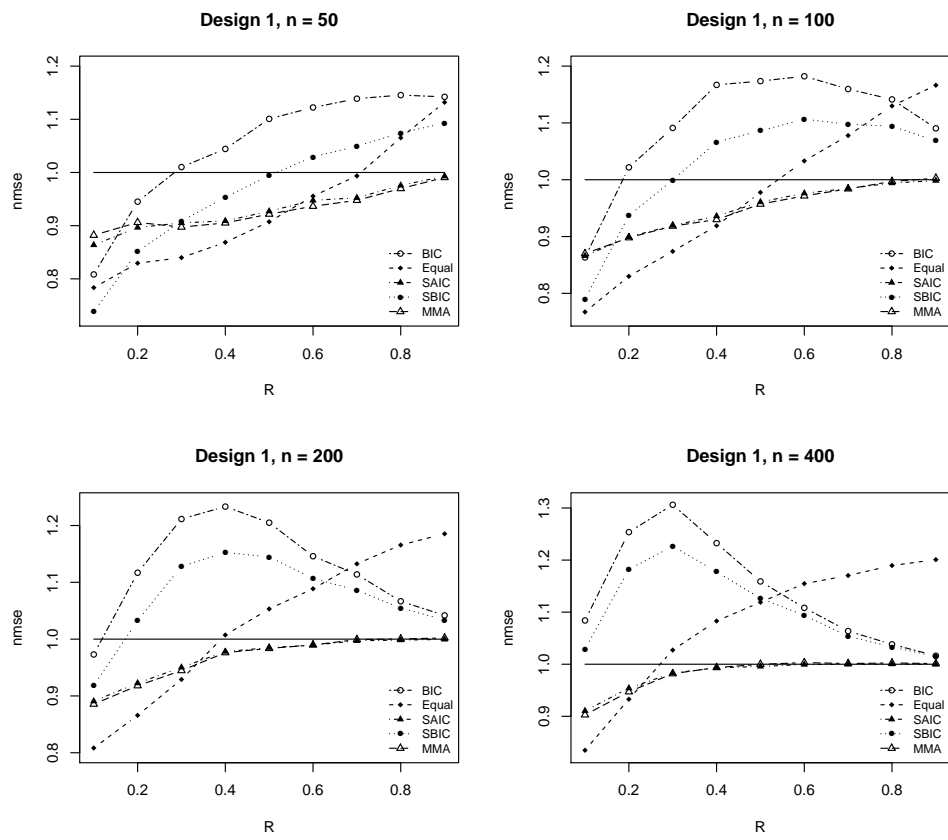 Design 1, n = 50
nmse
0.8 0.9 1.0 1.1 1.2
0.2 0.4 0.6 0.8
R
BIC
Equal
SAIC
SBIC
MMA
Design 1, n = 100
nmse
0.8 0.9 1.0 1.1 1.2
0.2 0.4 0.6 0.8
R
BIC
Equal
SAIC
SBIC
MMA
Design 1, n = 200
nmse
0.8 0.9 1.0 1.1 1.2
0.2 0.4 0.6 0.8
R
BIC
Equal
SAIC
SBIC
MMA
Design 1, n = 400
nmse
0.9 1.0 1.1 1.2 1.3
0.2 0.4 0.6 0.8
R
BIC
Equal
SAIC
SBIC
MMA